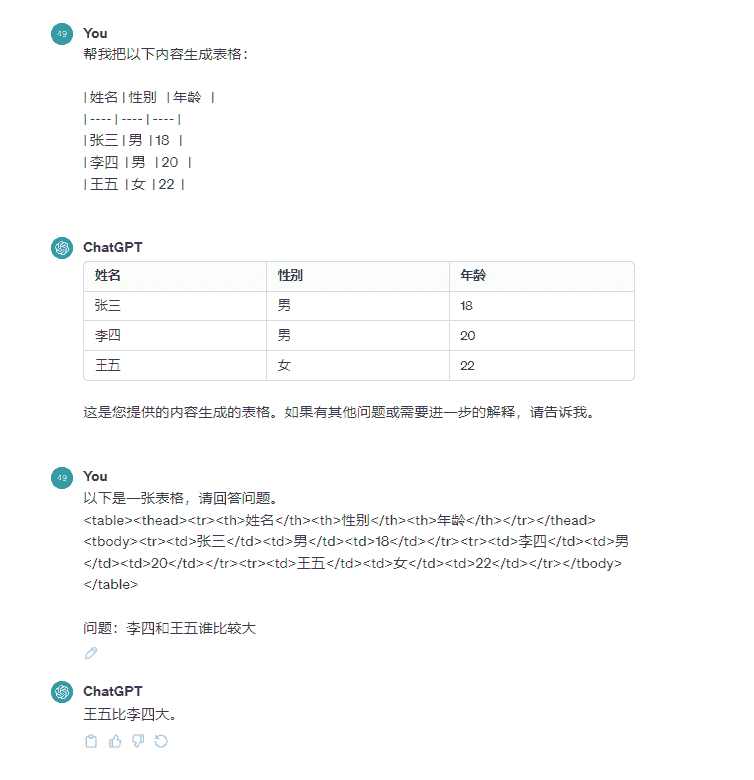 49 You
帮我把以下内容生成表格：
| 姓名 | 性别 | 年龄 |
| ---- | ---- | ---- |
| 张三 | 男 | 18 |
| 李四 | 男 | 20 |
| 王五 | 女 | 22 |
ChatGPT
姓名 性别 年龄
张三 男 18
李四 男 20
王五 女 22
这是您提供的内容生成的表格。如果有其他问题或需要进一步的解释，请告诉我。
49 You
以下是一张表格，请回答问题。
<table><thead><tr><th>姓名</th><th>性别</th><th>年龄</th></tr></thead>
<tbody><tr><td>张三</td><td>男</td><td>18</td></tr><tr><td>李四</td><td>男
</td><td>20</td></tr><tr><td>王五</td><td>女</td><td>22</td></tr></tbody>
</table>
问题：李四和王五谁比较大
ChatGPT
王五比李四大。